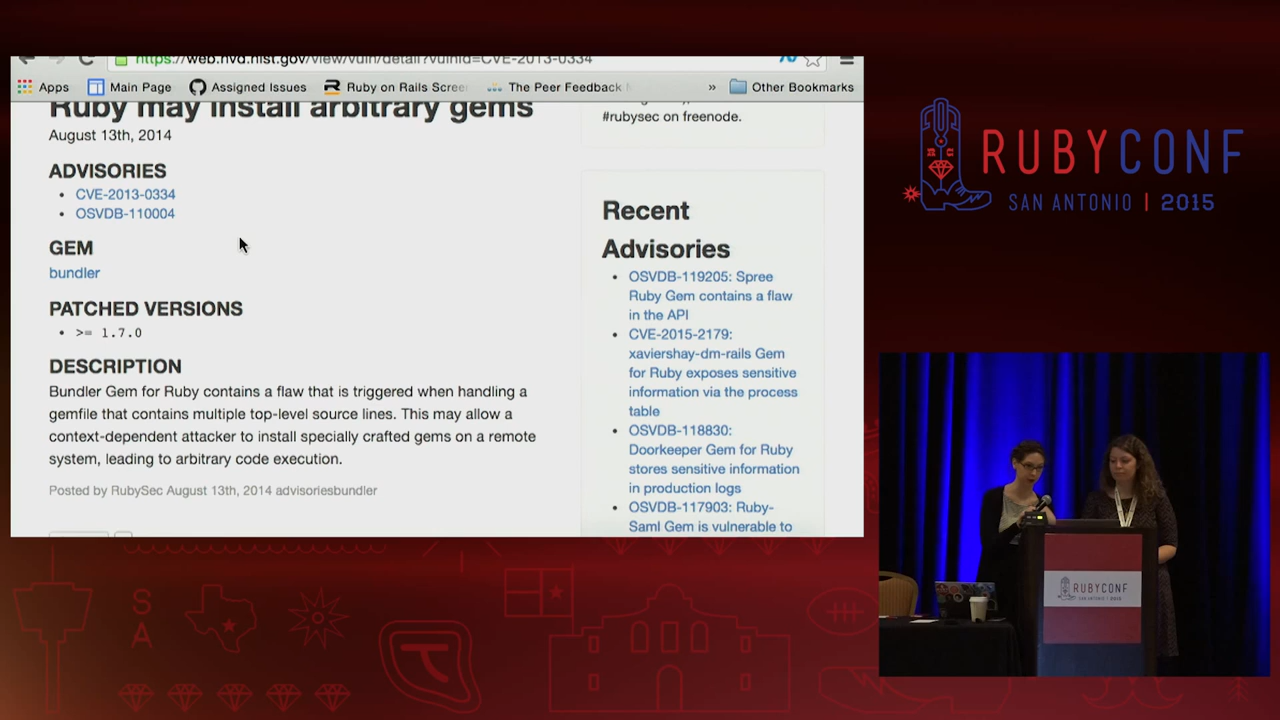 https://web.nvd.nist.gov/view/vuln/detail?vulnId=CVE-2013-0334
Apps
Main Page
Assigned Issues
Ruby on Rails Scree
The Peer Feedback
»
Other Bookmarks
Ruby may install arbitrary gems
August 13th, 2014
ADVISORIES
• CVE-2013-0334
• OSVDB-110004
GEM
bundler
PATCHED VERSIONS
• >= 1.7.0
DESCRIPTION
Bundler Gem for Ruby contains a flaw that is triggered when handling a
gemfile that contains multiple top-level source lines. This may allow a
context-dependent attacker to install specially crafted gems on a remote
system, leading to arbitrary code execution.
Posted by RubySec August 13th, 2014 advisoriesbundler
#rubysec on freenode.
Recent
Advisories
• OSVDB-119205: Spree
Ruby Gem contains a flaw
in the API
• CVE-2015-2179:
xaviershay-dm-rails Gem
for Ruby exposes sensitive
information via the process
table
• OSVDB-118830:
Doorkeeper Gem for Ruby
stores sensitive information
in production logs
• OSVDB-117903: Ruby-
Saml Gem is vulnerable to
RUBYCONF
SAN ANTONIO | 2015
RUBYCONF
SAN ANTONIO | 2015
S
A